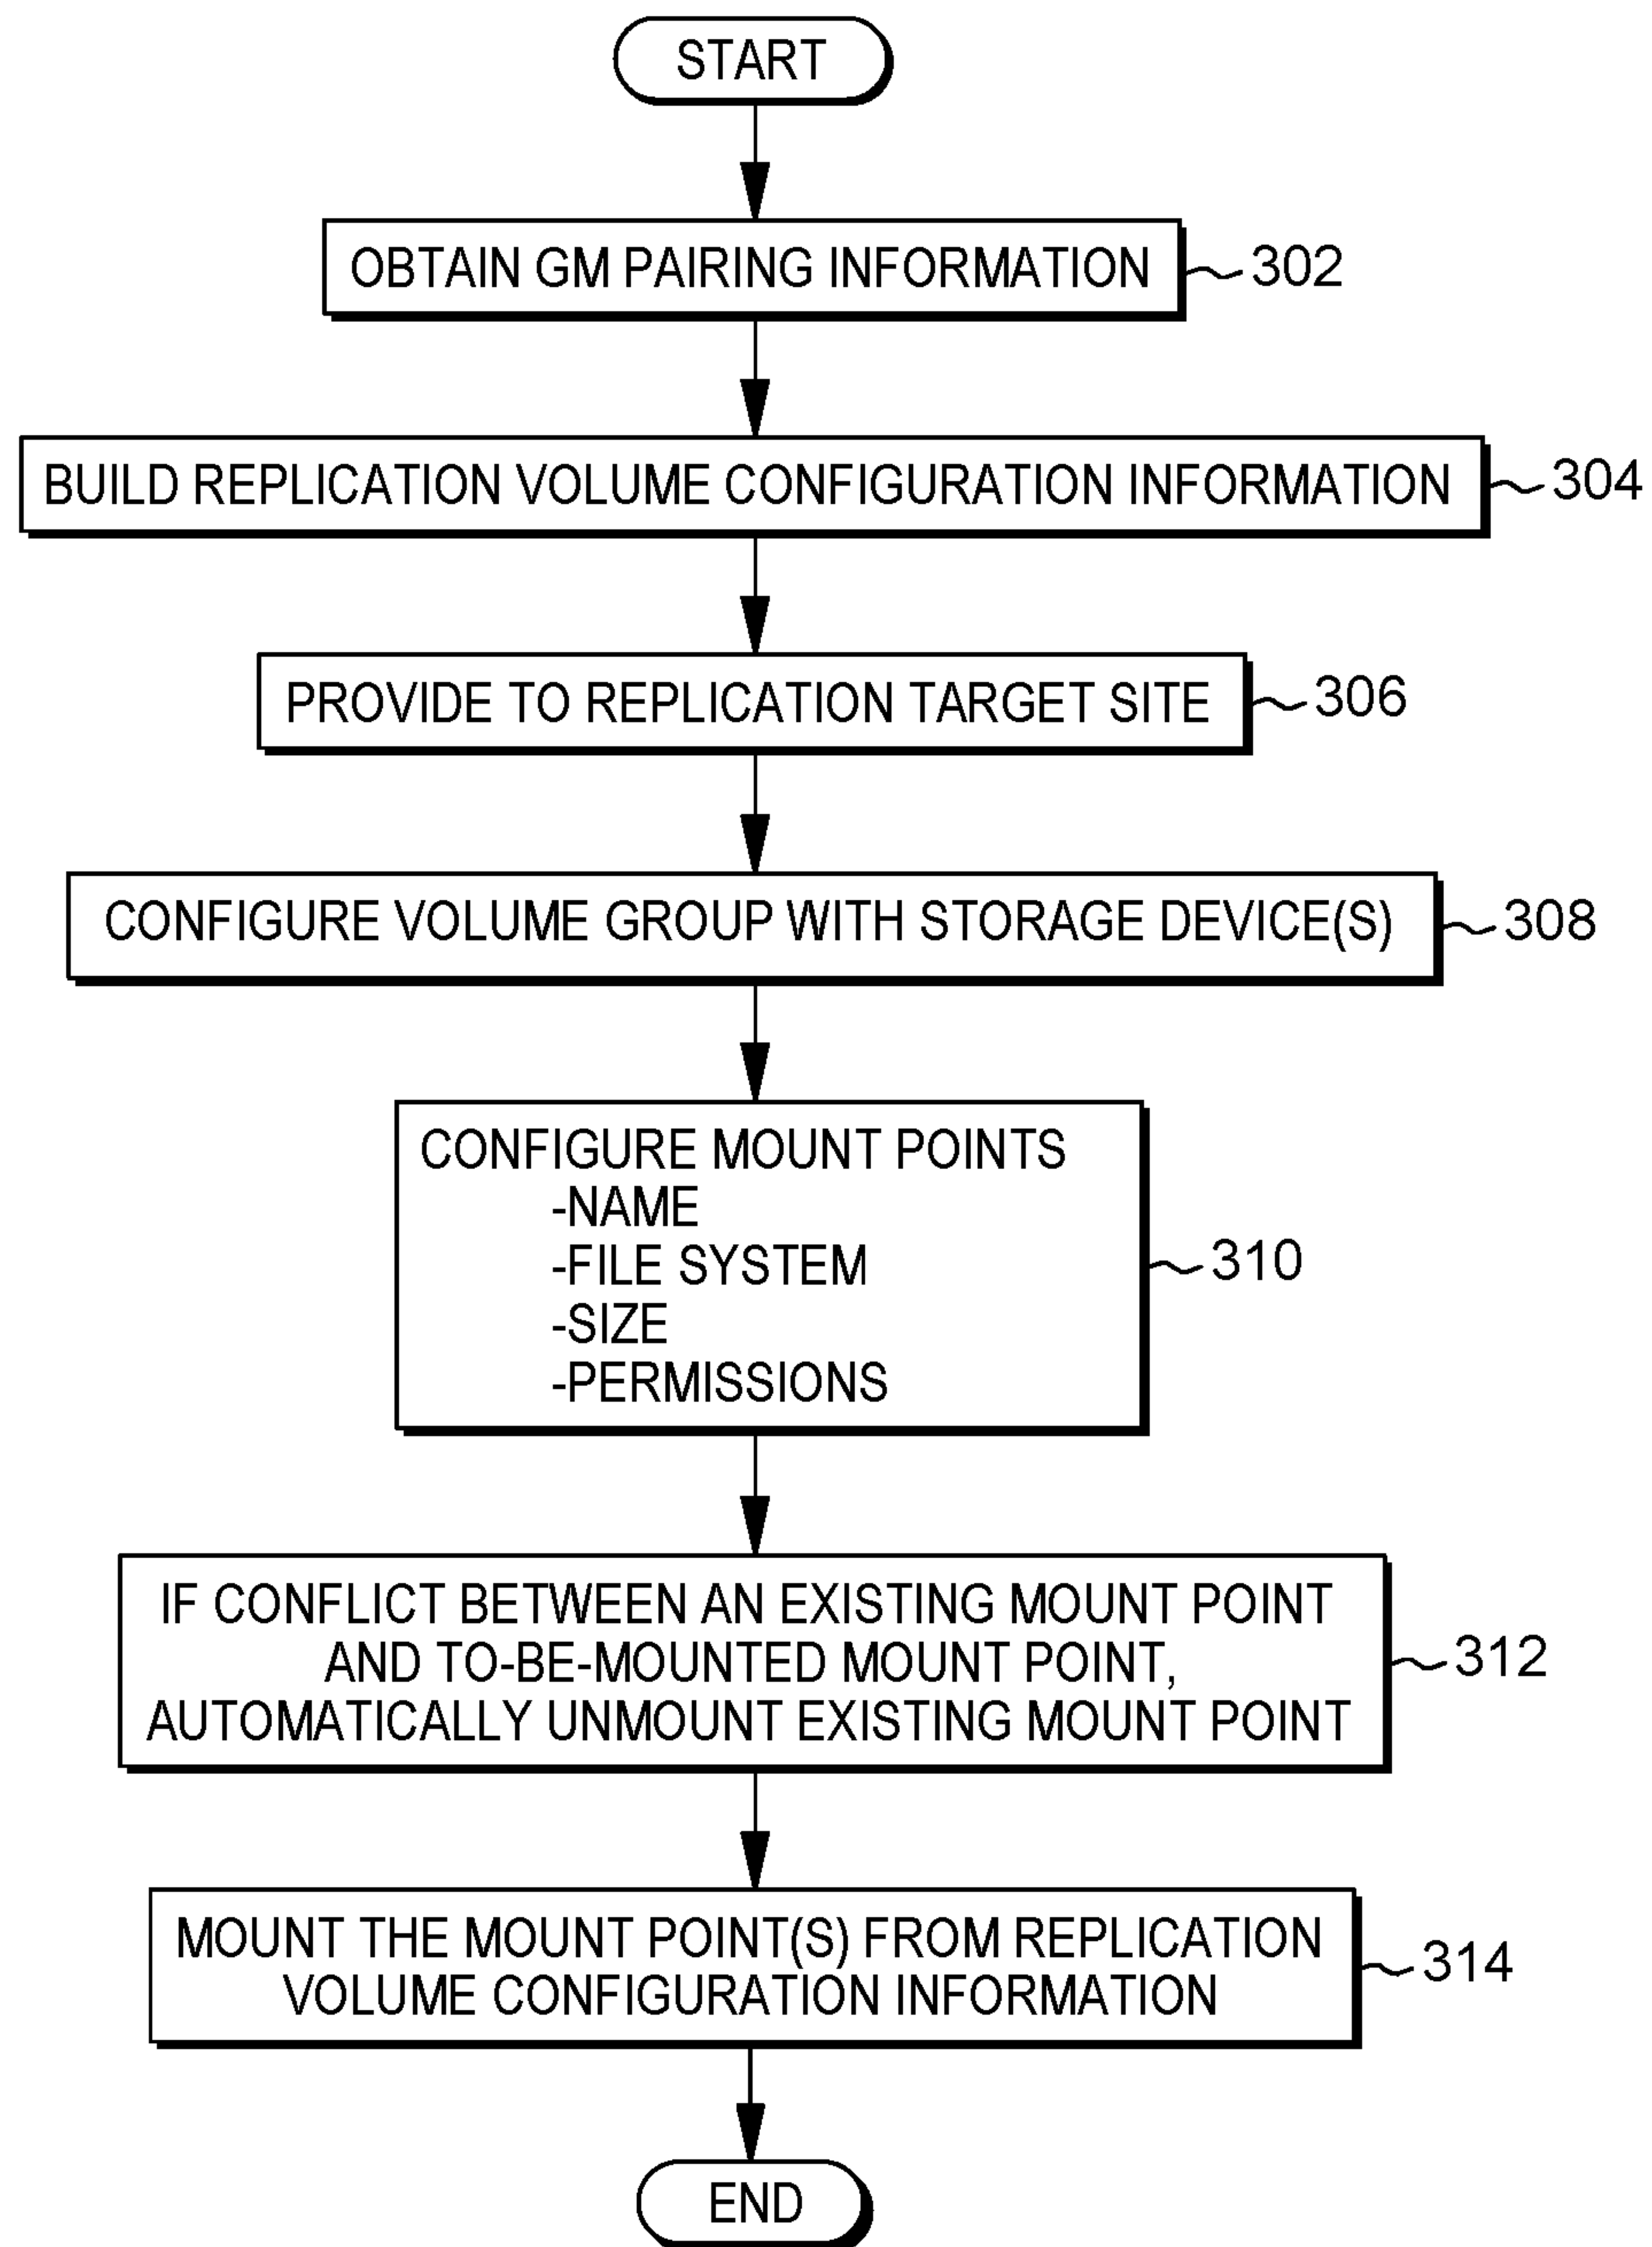 START
OBTAIN GM PAIRING INFORMATION
302
BUILD REPLICATION VOLUME CONFIGURATION INFORMATION
304
PROVIDE TO REPLICATION TARGET SITE
306
CONFIGURE VOLUME GROUP WITH STORAGE DEVICE(S)
308
CONFIGURE MOUNT POINTS
-NAME
-FILE SYSTEM
-SIZE
-PERMISSIONS
310
IF CONFLICT BETWEEN AN EXISTING MOUNT POINT
AND TO-BE-MOUNTED MOUNT POINT,
AUTOMATICALLY UNMOUNT EXISTING MOUNT POINT
312
MOUNT THE MOUNT POINT(S) FROM REPLICATION
VOLUME CONFIGURATION INFORMATION
314
END